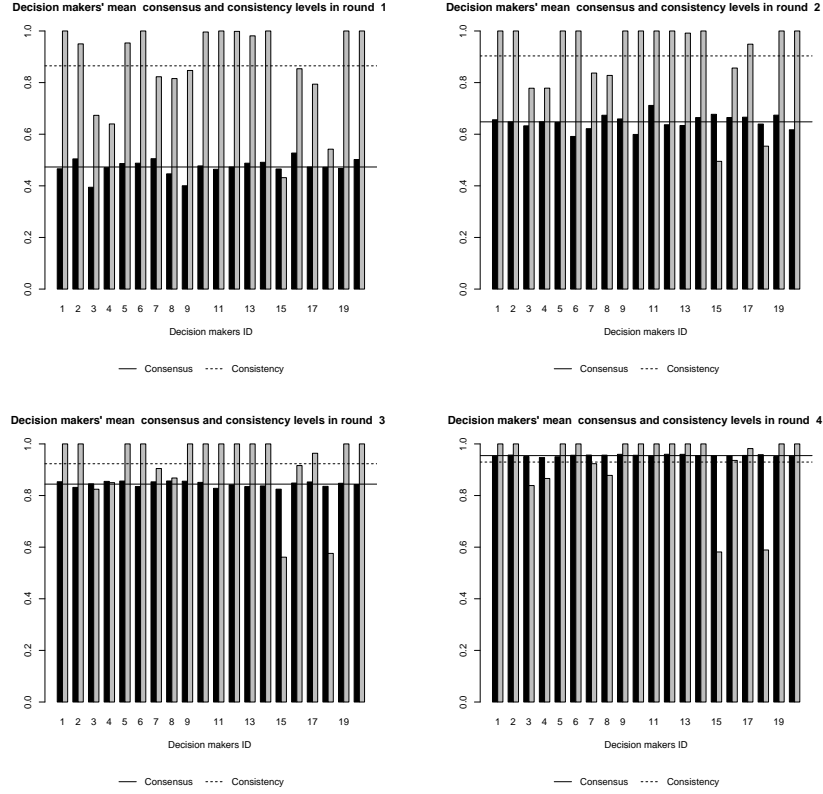 Decision makers' mean consensus and consistency levels in round 1
1.0
0.8
0.6
0.4
0.2
0.0
1 2 3 4 5 6 7 8 9 11 13 15 17 19
Decision makers ID
Consensus Consistency
Decision makers' mean consensus and consistency levels in round 2
1.0
0.8
0.6
0.4
0.2
0.0
1 2 3 4 5 6 7 8 9 11 13 15 17 19
Decision makers ID
Consensus Consistency
Decision makers' mean consensus and consistency levels in round 3
1.0
0.8
0.6
0.4
0.2
0.0
1 2 3 4 5 6 7 8 9 11 13 15 17 19
Decision makers ID
Consensus Consistency
Decision makers' mean consensus and consistency levels in round 4
1.0
0.8
0.6
0.4
0.2
0.0
1 2 3 4 5 6 7 8 9 11 13 15 17 19
Decision makers ID
Consensus Consistency